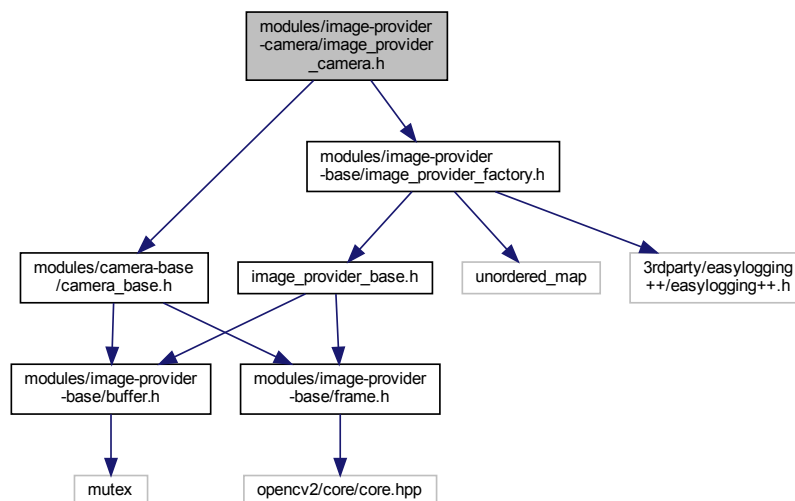 modules/image-provider
-camera/image_provider
_camera.h
modules/image-provider
-base/image_provider_factory.h
modules/camera-base
/camera_base.h
image_provider_base.h
unordered_map
3rdparty/easylogging
++/easylogging++.h
modules/image-provider
-base/buffer.h
modules/image-provider
-base/frame.h
mutex
opencv2/core/core.hpp